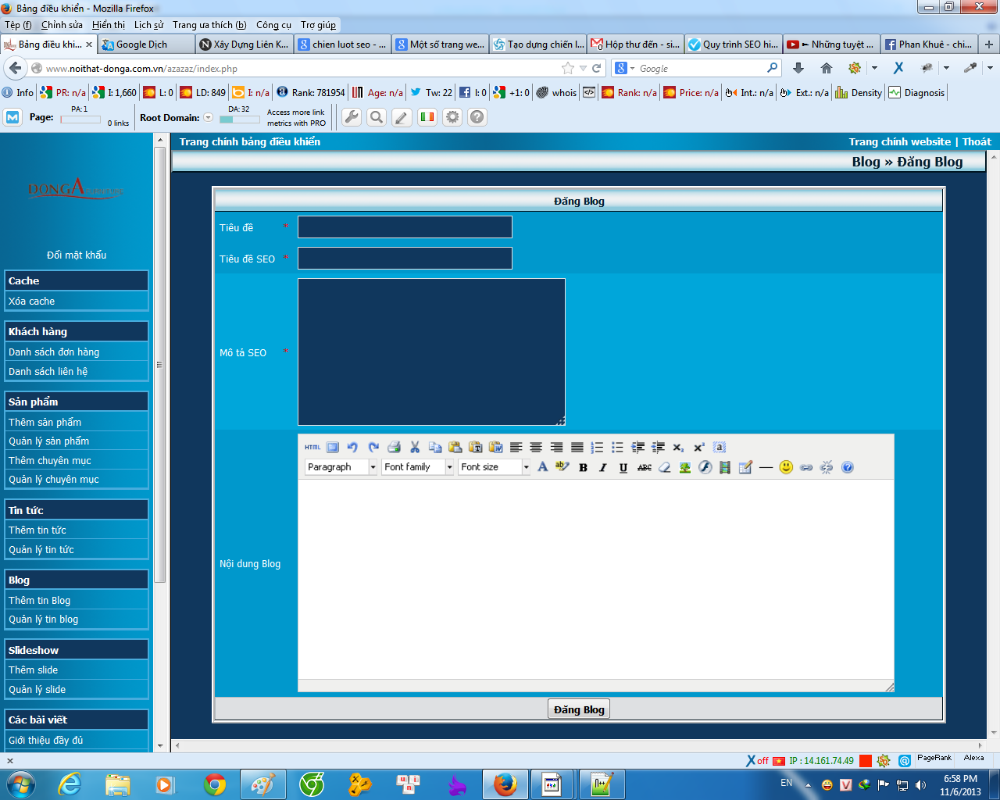 Bảng điều khiển - Mozilla Firefox
Tệp (f) Chỉnh sửa Hiển thị Lịch sử Trang ưa thích (b) Công cụ Trợ giúp
Bảng điều khi... Google Dịch Xây Dựng Liên K... chien luot seo - ... Một số trang we... Tạo dựng chiến l... Hộp thư đến - si... Quy trình SEO hi... ► Những tuyệt ... Phan Khuê - chi...
www.noithat-donga.com.vn/azazaz/index.php Google
Info PR: n/a I: 1,660 L: 0 LD: 849 I: n/a Rank: 781954 Age: n/a Tw: 22 l: 0 +1: 0 whois Rank: n/a Price: n/a Int.: n/a Ext.: n/a Density Diagnosis
Page: PA: 1 0 links Root Domain: DA: 32 Access more link metrics with PRO
Trang chính bảng điều khiển Trang chính website | Thoát
Blog » Đăng Blog
DONGA FURNITURE
Đổi mật khẩu
Cache
Xóa cache
Khách hàng
Danh sách đơn hàng
Danh sách liên hệ
Sản phẩm
Thêm sản phẩm
Quản lý sản phẩm
Thêm chuyên mục
Quản lý chuyên mục
Tin tức
Thêm tin tức
Quản lý tin tức
Blog
Thêm tin Blog
Quản lý tin blog
Slideshow
Thêm slide
Quản lý slide
Các bài viết
Giới thiệu đầy đủ
Đăng Blog
Tiêu đề *
Tiêu đề SEO *
Mô tả SEO *
HTML
Paragraph Font family Font size A B I U ABC
Nội dung Blog
Đăng Blog
off IP : 14.161.74.49 PageRank Alexa
EN 6:58 PM
11/6/2013